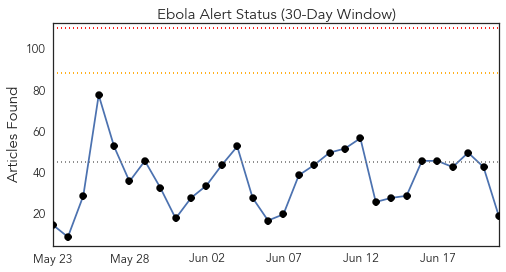 Ebola Alert Status (30-Day Window)
Articles Found
100
80
60
40
20
May 23 May 28 Jun 02 Jun 07 Jun 12 Jun 17